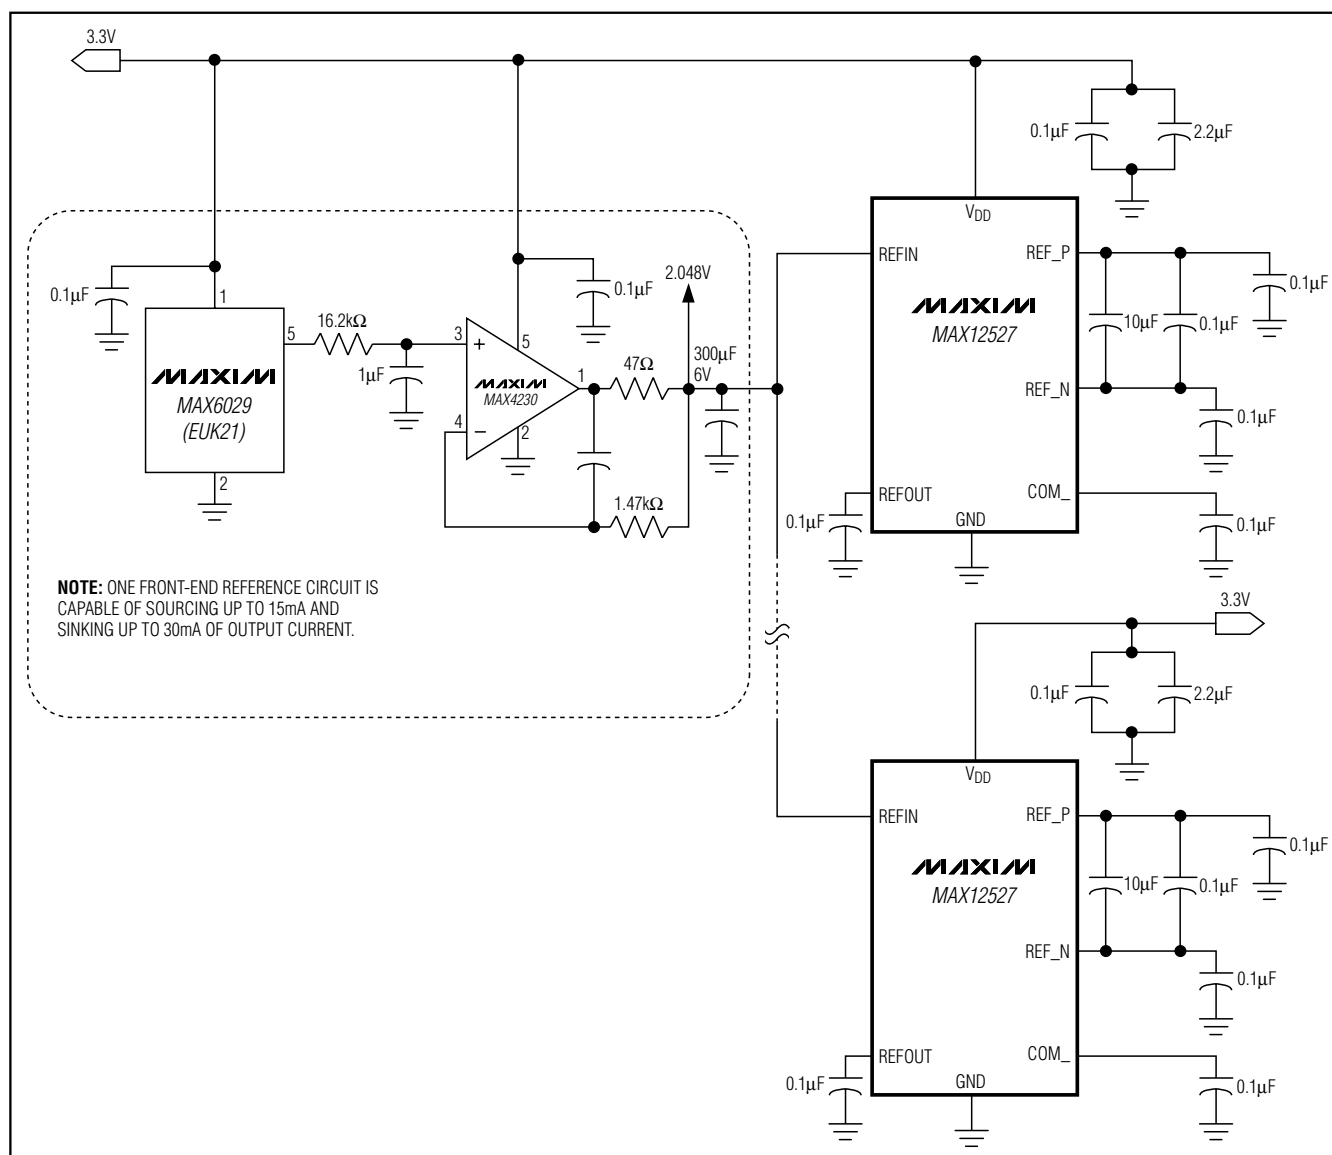 3.3V
0.1µF
2.2µF
VDD
REFIN
REF_P
0.1µF
MAXIM
MAX12527
10µF
0.1µF
REF_N
0.1µF
REFOUT
COM_
0.1µF
GND
0.1µF
0.1µF
1
MAXIM
MAX6029
(EUK21)
5
2
16.2kΩ
1µF
3
+
5
0.1µF
MAXIM
MAX4230
1
4
−
2
47Ω
2.048V
300µF
6V
1.47kΩ
NOTE: ONE FRONT-END REFERENCE CIRCUIT IS
CAPABLE OF SOURCING UP TO 15mA AND
SINKING UP TO 30mA OF OUTPUT CURRENT.
3.3V
0.1µF
2.2µF
VDD
REFIN
REF_P
0.1µF
MAXIM
MAX12527
10µF
0.1µF
REF_N
0.1µF
REFOUT
COM_
0.1µF
GND
0.1µF